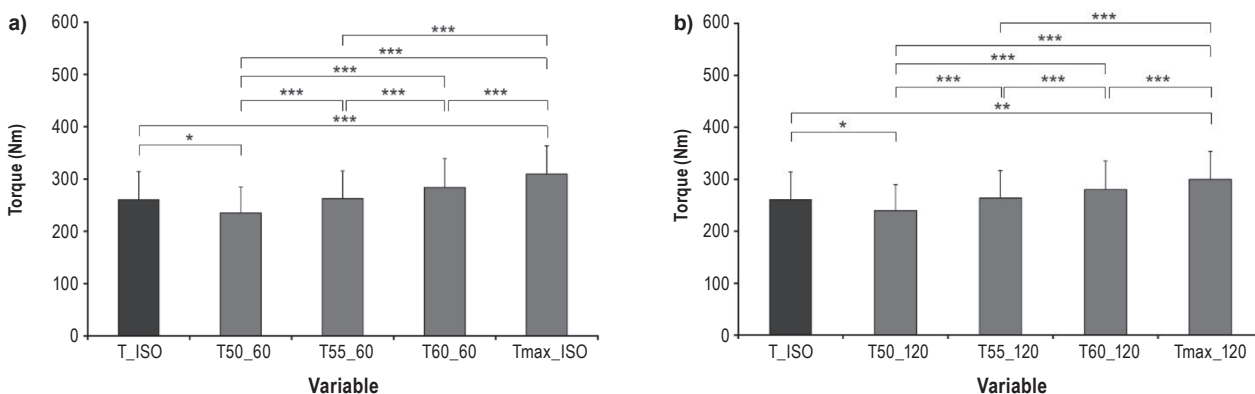 a)
600
500
400
300
200
100
0
Torque (Nm)
***
***
***
*** *** ***
***
*
T_ISO T50_60 T55_60 T60_60 Tmax_ISO
Variable
b)
600
500
400
300
200
100
0
Torque (Nm)
***
***
***
*** *** ***
**
*
T_ISO T50_120 T55_120 T60_120 Tmax_120
Variable